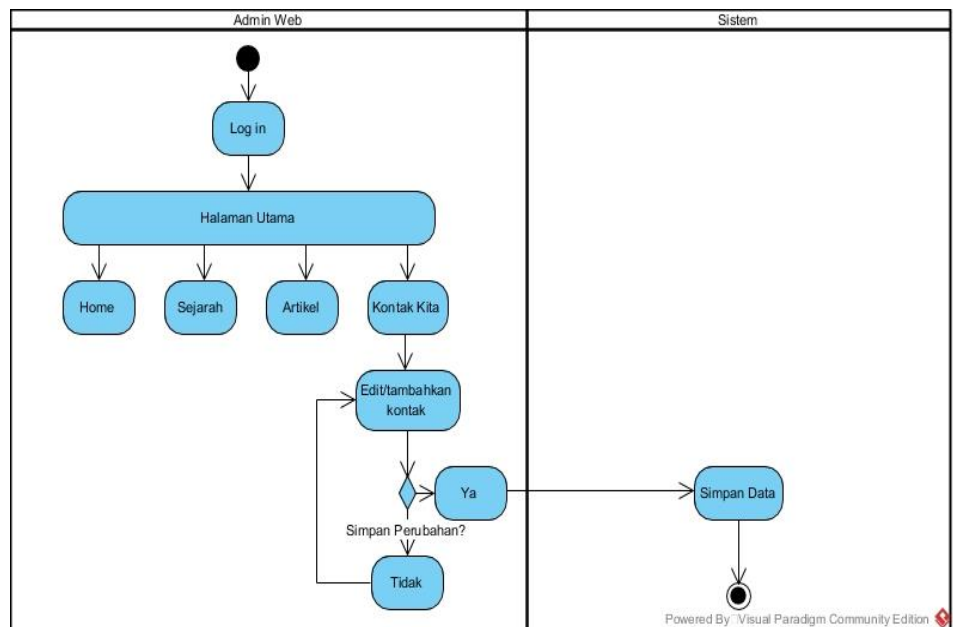 Admin Web
Sistem
Log in
Halaman Utama
Home
Sejarah
Artikel
Kontak Kita
Edit/tambahkan
kontak
Ya
Simpan Data
Simpan Perubahan?
Tidak
Powered By Visual Paradigm Community Edition